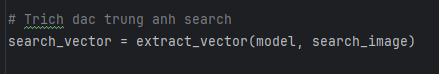 # Trich dac trung anh search
search_vector = extract_vector(model, search_image)